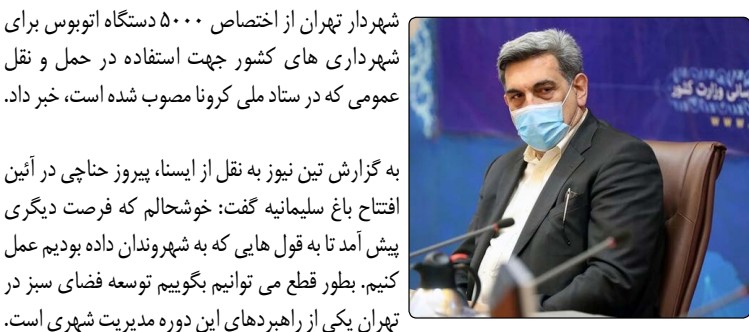 شهردار تهران از اختصاص ۵۰۰۰ دستگاه اتوبوس برای
شهرداری های کشور جهت استفاده در حمل و نقل
عمومی که در ستاد ملی کرونا مصوب شده است، خبر داد.
به گزارش تین نیوز به نقل از ایسنا، پیروز حناچی در آئین
افتتاح باغ سلیمانیه گفت: خوشحالم که فرصت دیگری
پیش آمد تا به قول هایی که به شهروندان داده بودیم عمل
کنیم. بطور قطع می توانیم بگوییم توسعه فضای سبز در
تهران یکی از راهبردهای این دوره مدیریت شهری است.
وزارت کشور